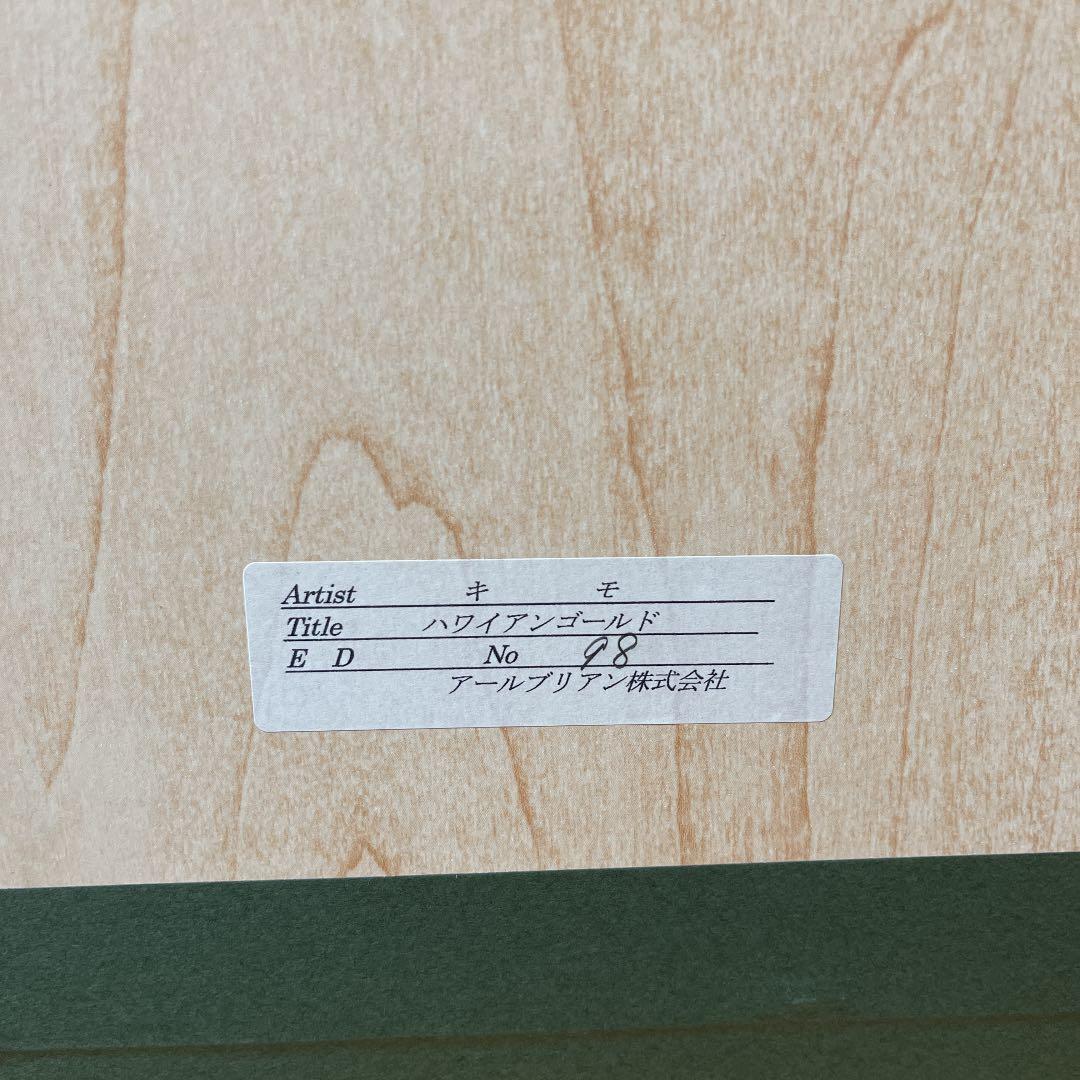 Artist キモ
Title ハワイアンゴールド
E D No 98
アールブリアン株式会社